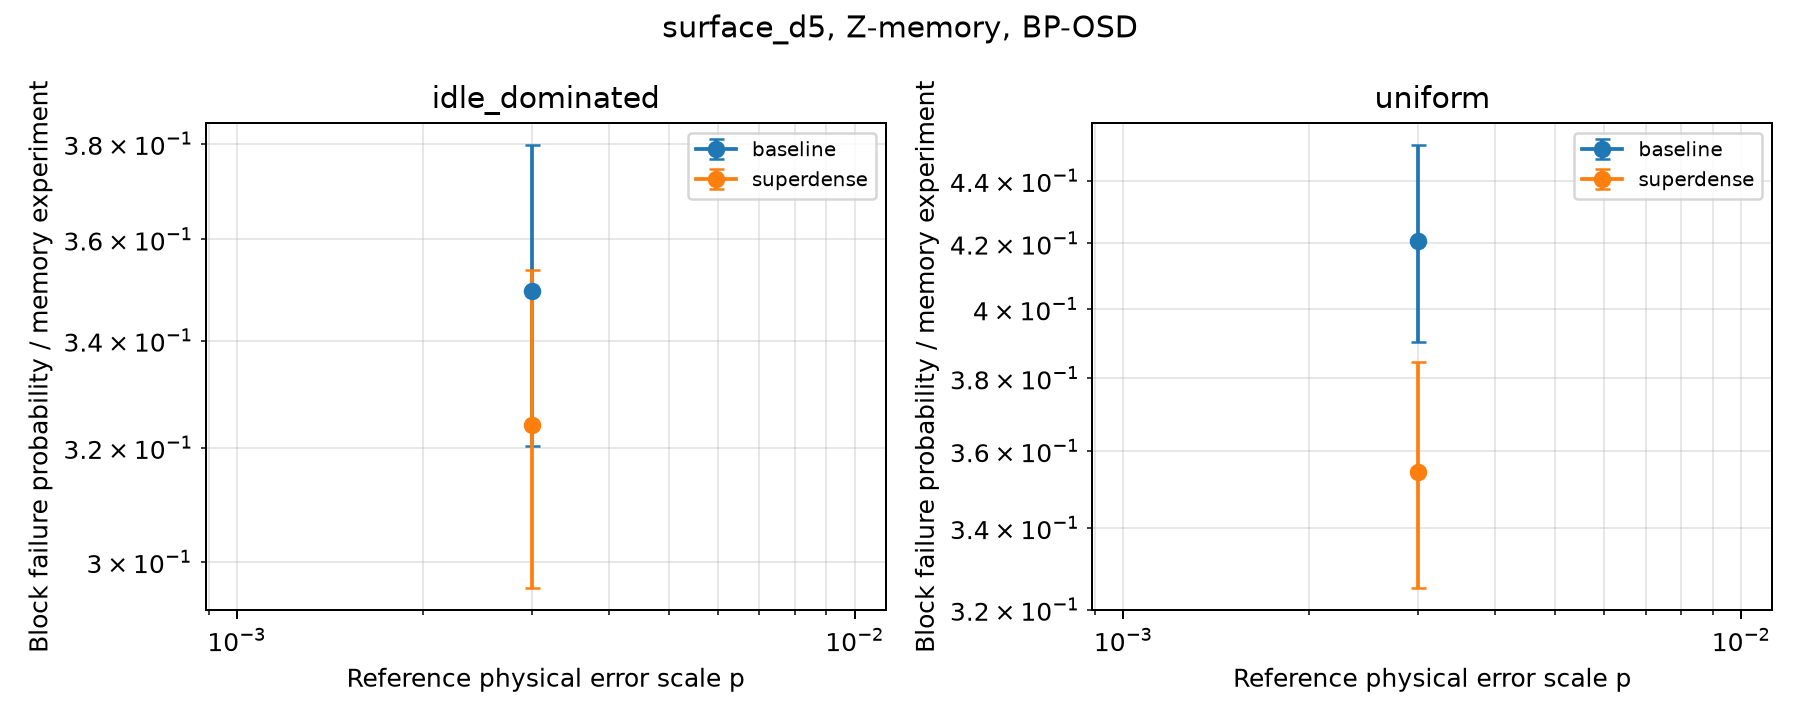 surface_d5, Z-memory, BP-OSD
idle_dominated
Block failure probability / memory experiment
3.8 × 10⁻¹
3.6 × 10⁻¹
3.4 × 10⁻¹
3.2 × 10⁻¹
3 × 10⁻¹
baseline
superdense
10⁻³
10⁻²
Reference physical error scale p
uniform
Block failure probability / memory experiment
4.4 × 10⁻¹
4.2 × 10⁻¹
4 × 10⁻¹
3.8 × 10⁻¹
3.6 × 10⁻¹
3.4 × 10⁻¹
3.2 × 10⁻¹
baseline
superdense
10⁻³
10⁻²
Reference physical error scale p